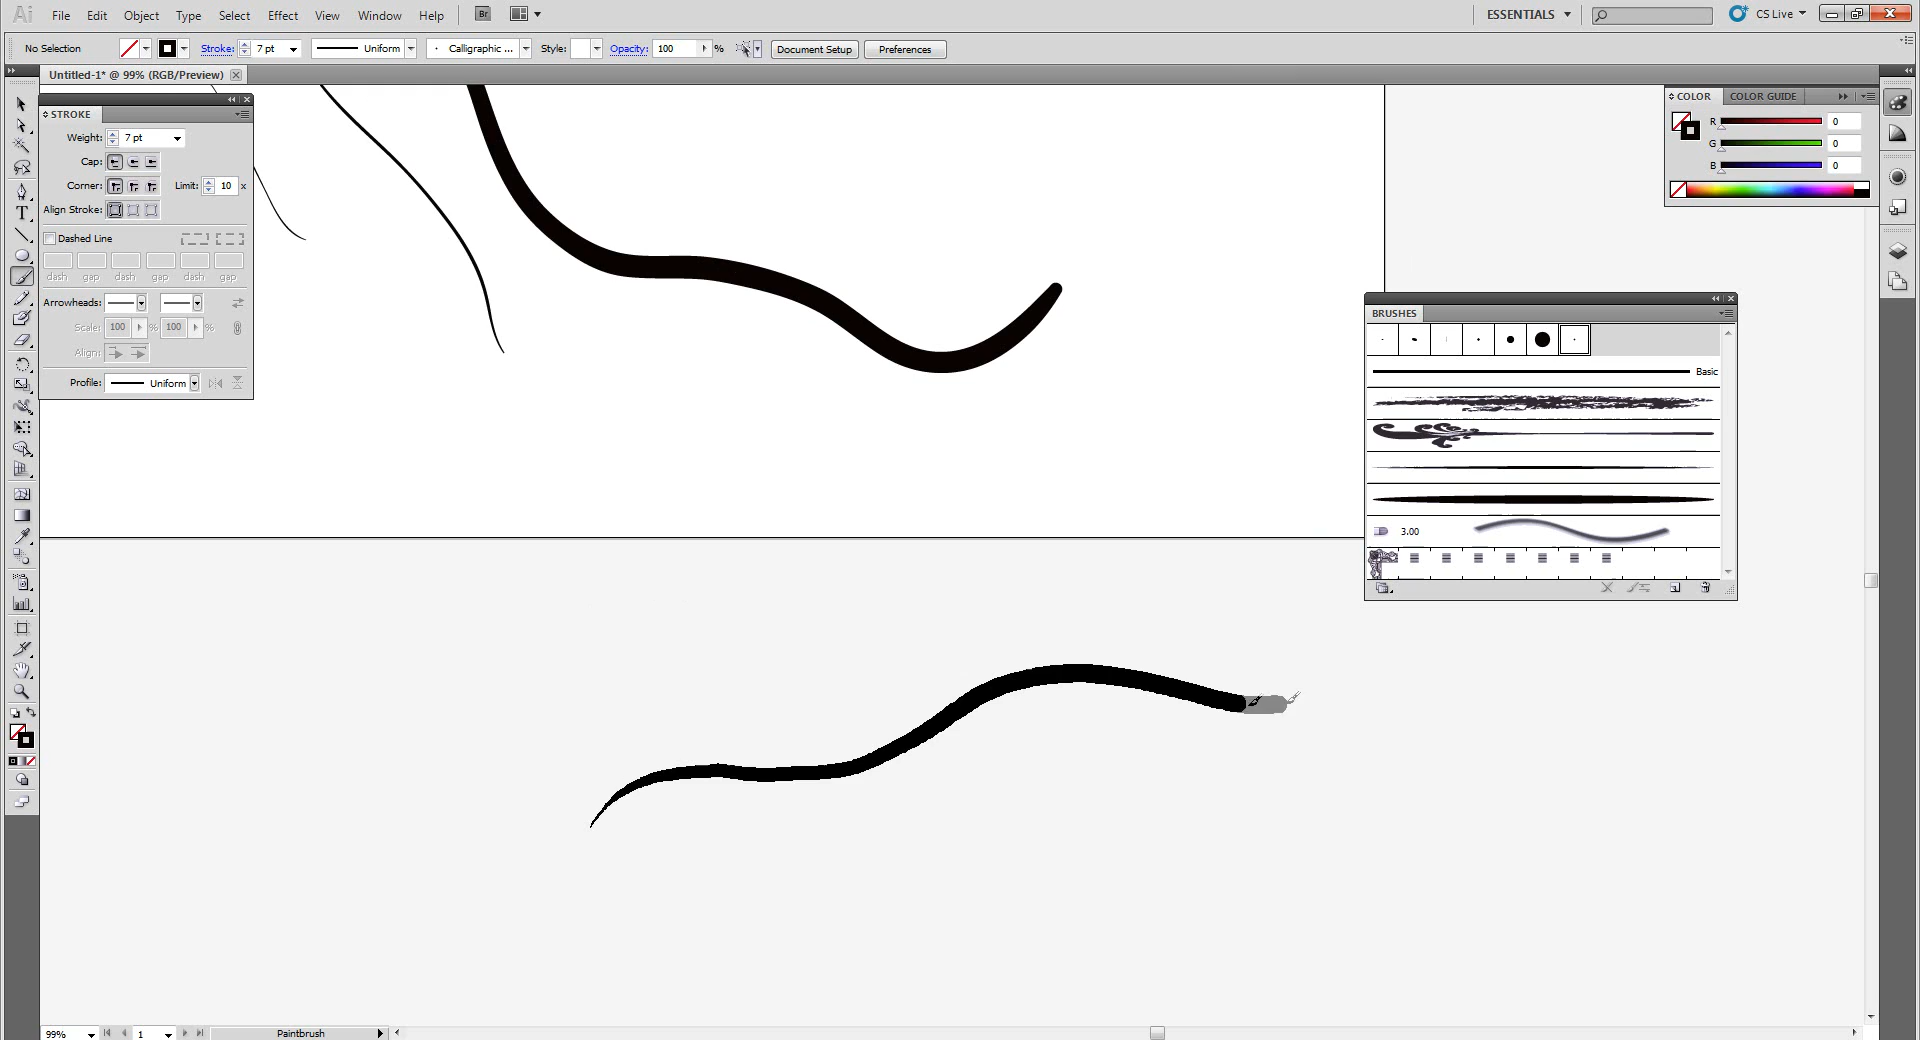 Ai File Edit Object Type Select Effect View Window Help Br ESSENTIALS CS Live
No Selection Stroke: 7 pt Uniform Calligraphic ... Style: Opacity: 100 % Document Setup Preferences
Untitled-1* @ 99% (RGB/Preview)
STROKE
Weight: 7 pt
Cap:
Corner: Limit: 10 x
Align Stroke:
Dashed Line
dash gap dash gap dash gap
Arrowheads:
Scale: 100 % 100 %
Align:
Profile: Uniform
COLOR COLOR GUIDE
R 0
G 0
B 0
BRUSHES
Basic
3.00
T
99% 1 Paintbrush